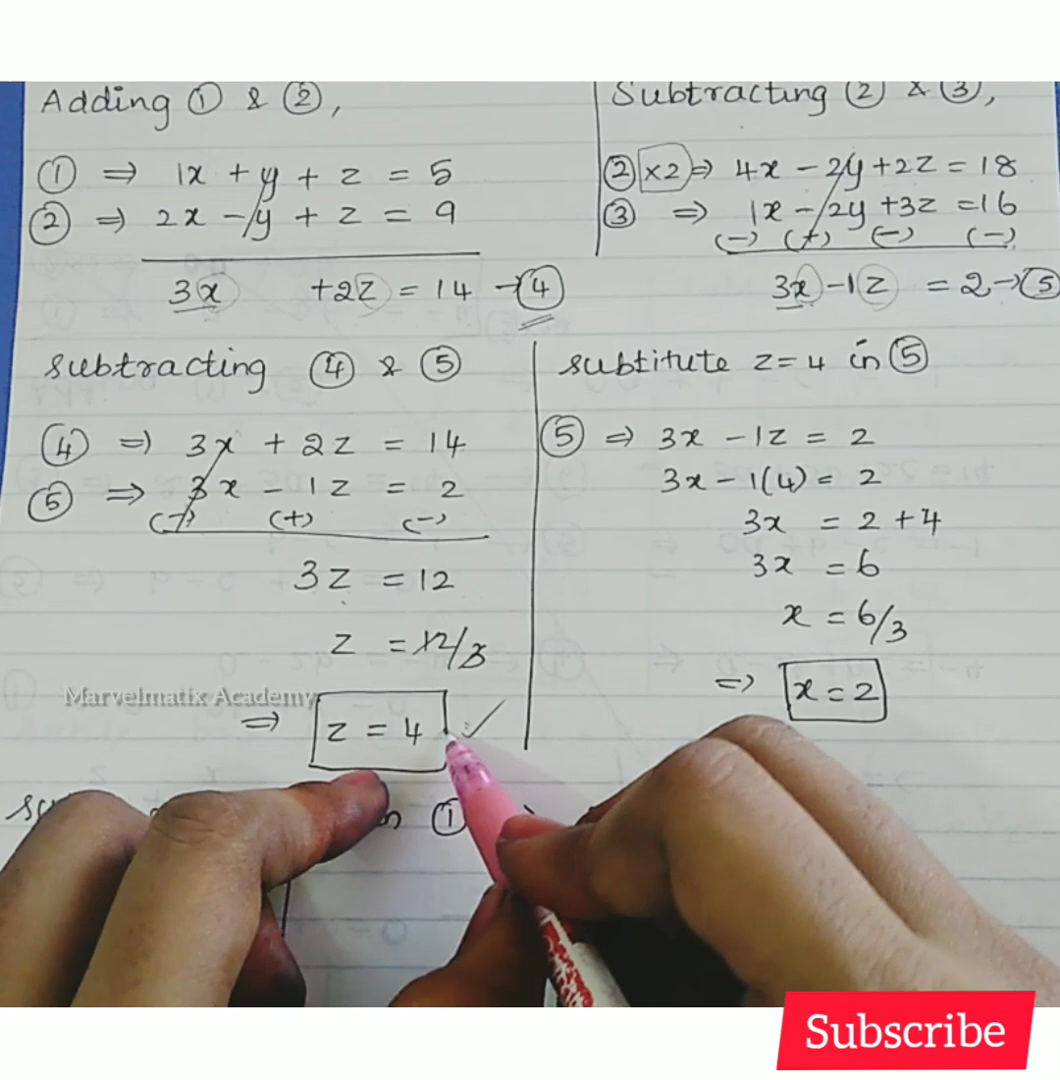 Adding ① & ②,
① ⇒ 1x + y + z = 5
② ⇒ 2x - y + z = 9
3x + 2z = 14 → ④
Subtracting ② & ③,
② ×2 ⇒ 4x - 2y + 2z = 18
③ ⇒ 1x - 2y + 3z = 16
(-) (+) (-) (-)
3x - 1z = 2 → ⑤
Subtracting ④ & ⑤
④ ⇒ 3x + 2z = 14
⑤ ⇒ 3x - 1z = 2
(-) (+) (-)
3z = 12
z = 12/3
⇒ z = 4 ✓
subtitute z = 4 in ⑤
⑤ ⇒ 3x - 1z = 2
3x - 1(4) = 2
3x = 2 + 4
3x = 6
x = 6/3
⇒ x = 2
Marvelmatix Academy
①
Subscribe